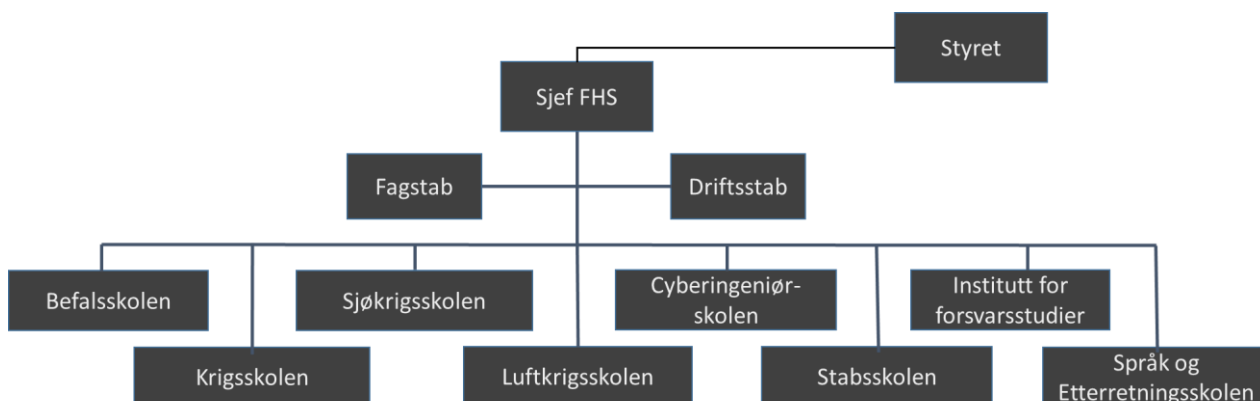 Styret
Sjef FHS
Fagstab
Driftsstab
Befalsskolen
Sjøkrigsskolen
Cyberingeniør-
skolen
Institutt for
forsvarsstudier
Krigsskolen
Luftkrigsskolen
Stabsskolen
Språk og
Etterretningsskolen